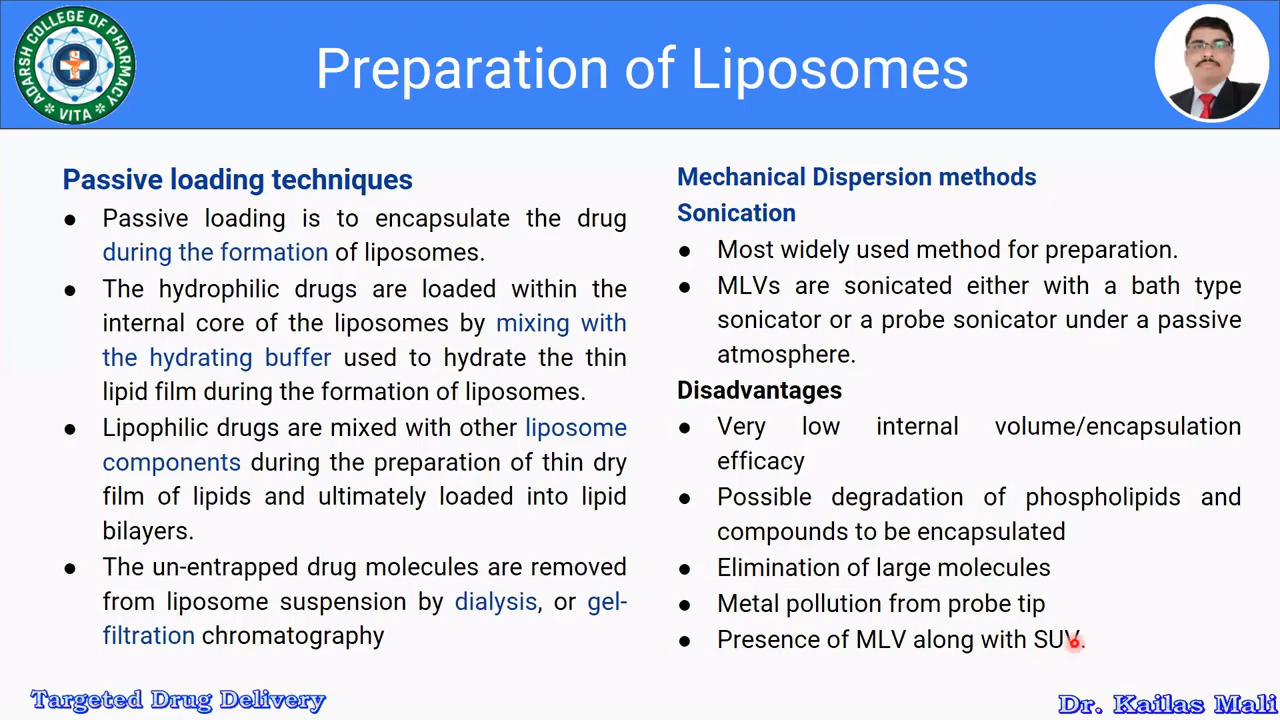 ADARSH COLLEGE OF PHARMACY
VITA
Preparation of Liposomes
Passive loading techniques
● Passive loading is to encapsulate the drug
during the formation of liposomes.
● The hydrophilic drugs are loaded within the
internal core of the liposomes by mixing with
the hydrating buffer used to hydrate the thin
lipid film during the formation of liposomes.
● Lipophilic drugs are mixed with other liposome
components during the preparation of thin dry
film of lipids and ultimately loaded into lipid
bilayers.
● The un-entrapped drug molecules are removed
from liposome suspension by dialysis, or gel-
filtration chromatography
Mechanical Dispersion methods
Sonication
● Most widely used method for preparation.
● MLVs are sonicated either with a bath type
sonicator or a probe sonicator under a passive
atmosphere.
Disadvantages
● Very low internal volume/encapsulation
efficacy
● Possible degradation of phospholipids and
compounds to be encapsulated
● Elimination of large molecules
● Metal pollution from probe tip
● Presence of MLV along with SUV.
Targeted Drug Delivery
Dr. Kailas Mali